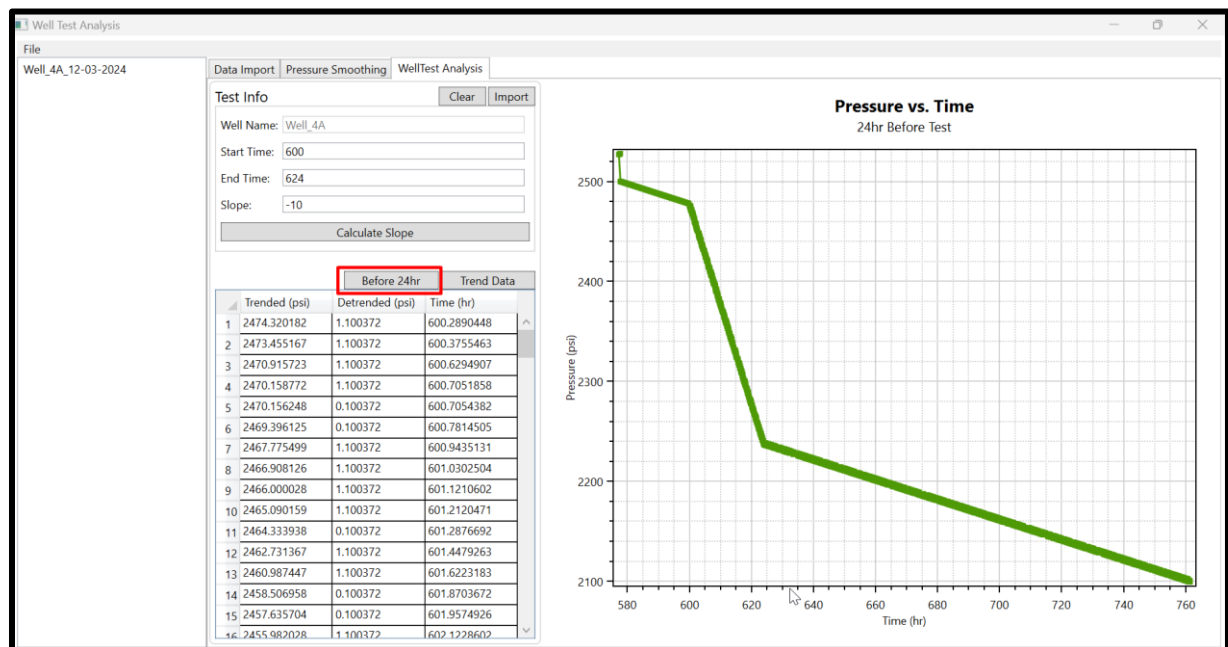 Well Test Analysis
File
Well_4A_12-03-2024
Data Import Pressure Smoothing WellTest Analysis
Test Info Clear Import
Well Name: Well_4A
Start Time: 600
End Time: 624
Slope: -10
Calculate Slope
Before 24hr Trend Data
Trended (psi) Detrended (psi) Time (hr)
1 2474.320182 1.100372 600.2890448
2 2473.455167 1.100372 600.3755463
3 2470.915723 1.100372 600.6294907
4 2470.158772 1.100372 600.7051858
5 2470.156248 0.100372 600.7054382
6 2469.396125 0.100372 600.7814505
7 2467.775499 1.100372 600.9435131
8 2466.908126 1.100372 601.0302504
9 2466.000028 1.100372 601.1210602
10 2465.090159 1.100372 601.2120471
11 2464.333938 0.100372 601.2876692
12 2462.731367 1.100372 601.4479263
13 2460.987447 1.100372 601.6223183
14 2458.506958 0.100372 601.8703672
15 2457.635704 0.100372 601.9574926
16 2455.982028 1.100372 602.1228602
Pressure vs. Time
24hr Before Test
Pressure (psi)
2500
2400
2300
2200
2100
580 600 620 640 660 680 700 720 740 760
Time (hr)